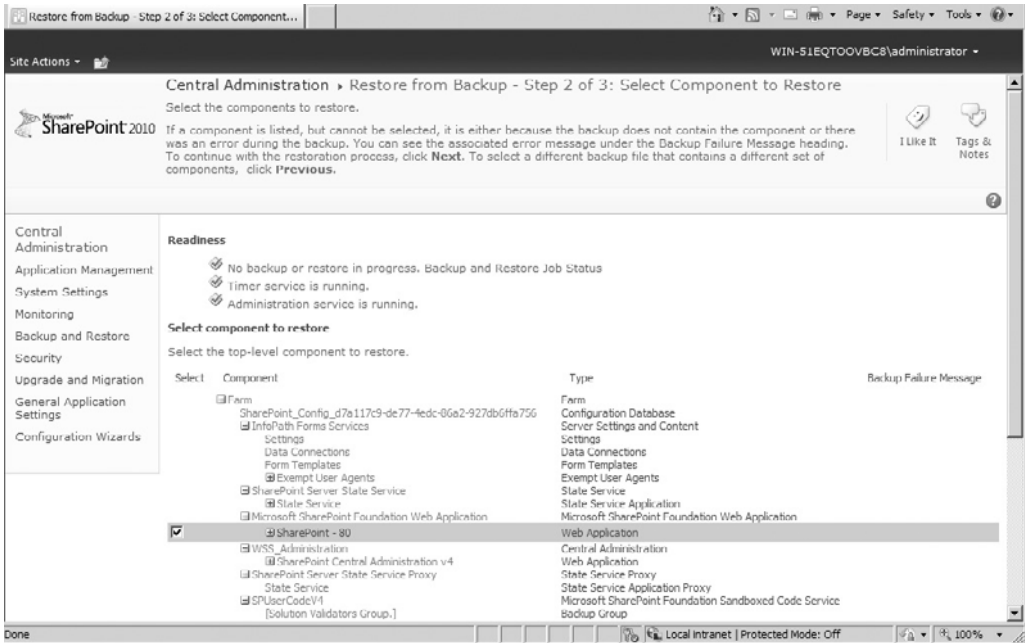 Restore from Backup - Step 2 of 3: Select Component...
Page
Safety
Tools
WIN-51EQTOOVBC8\administrator
Site Actions
Central Administration ▸ Restore from Backup - Step 2 of 3: Select Component to Restore
Select the components to restore.
Microsoft
SharePoint 2010
If a component is listed, but cannot be selected, it is either because the backup does not contain the component or there
was an error during the backup. You can see the associated error message under the Backup Failure Message heading.
To continue with the restoration process, click Next. To select a different backup file that contains a different set of
components, click Previous.
I Like It
Tags &
Notes
Central
Administration
Application Management
System Settings
Monitoring
Backup and Restore
Security
Upgrade and Migration
General Application
Settings
Configuration Wizards
Readiness
No backup or restore in progress. Backup and Restore Job Status
Timer service is running.
Administration service is running.
Select component to restore
Select the top-level component to restore.
Select Component Type Backup Failure Message
Farm Farm
SharePoint_Config_d7a117c9-de77-4edc-86a2-927db6ffa756 Configuration Database
InfoPath Forms Services Server Settings and Content
Settings Settings
Data Connections Data Connections
Form Templates Form Templates
Exempt User Agents Exempt User Agents
SharePoint Server State Service State Service
State Service State Service Application
Microsoft SharePoint Foundation Web Application Microsoft SharePoint Foundation Web Application
SharePoint - 80 Web Application
WSS_Administration Central Administration
SharePoint Central Administration v4 Web Application
SharePoint Server State Service Proxy State Service Proxy
State Service State Service Application Proxy
SPUserCodeV4 Microsoft SharePoint Foundation Sandboxed Code Service
[Solution Validators Group.] Backup Group
Done
Local intranet | Protected Mode: Off
100%